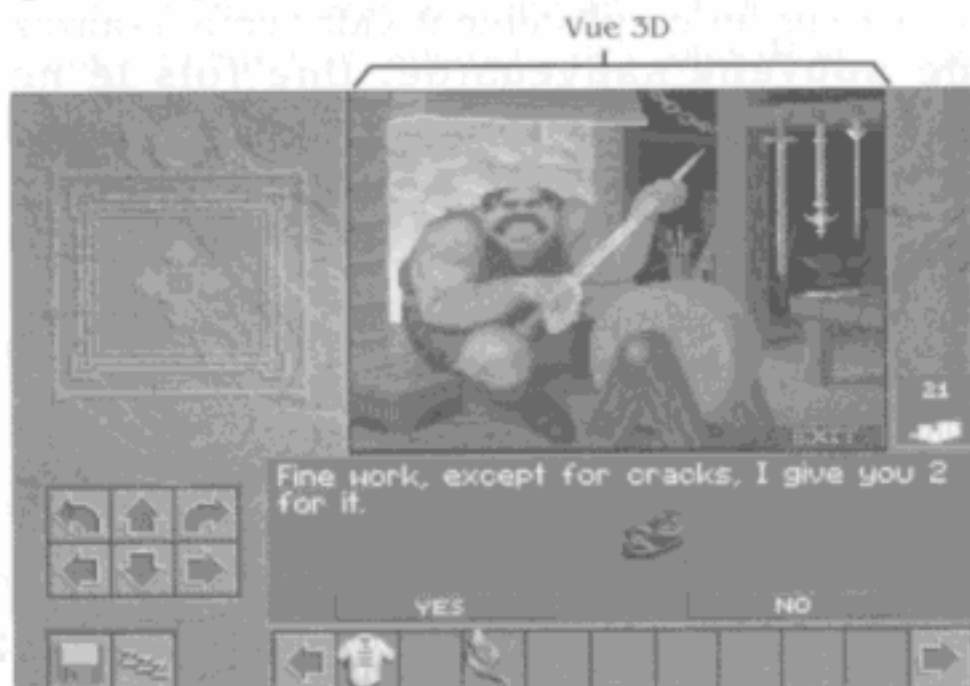 Vue 3D
EXIT
21
Fine work, except for cracks, I give you 2
for it.
YES
NO